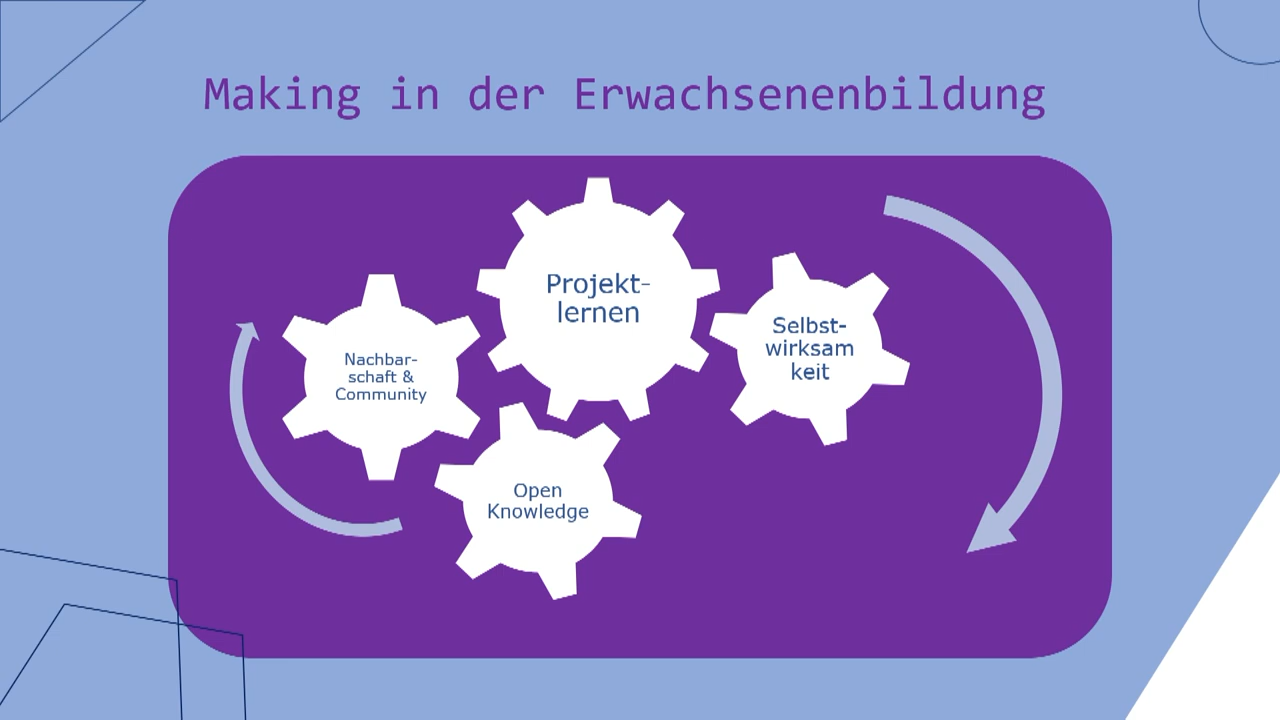 Making in der Erwachsenenbildung
Projekt-
lernen
Selbst-
wirksam
keit
Nachbar-
schaft &
Community
Open
Knowledge